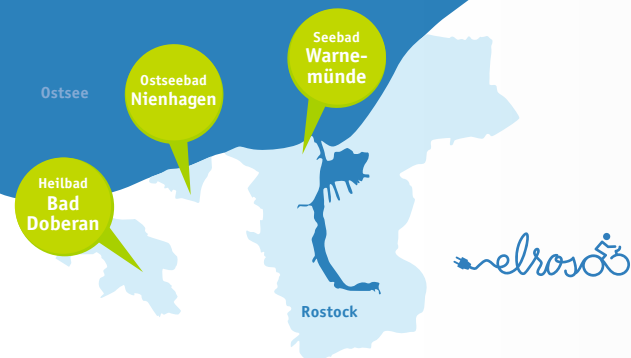 Seebad
Warne-
münde
Ostseebad
Nienhagen
Ostsee
Heilbad
Bad
Doberan
Rostock
elros